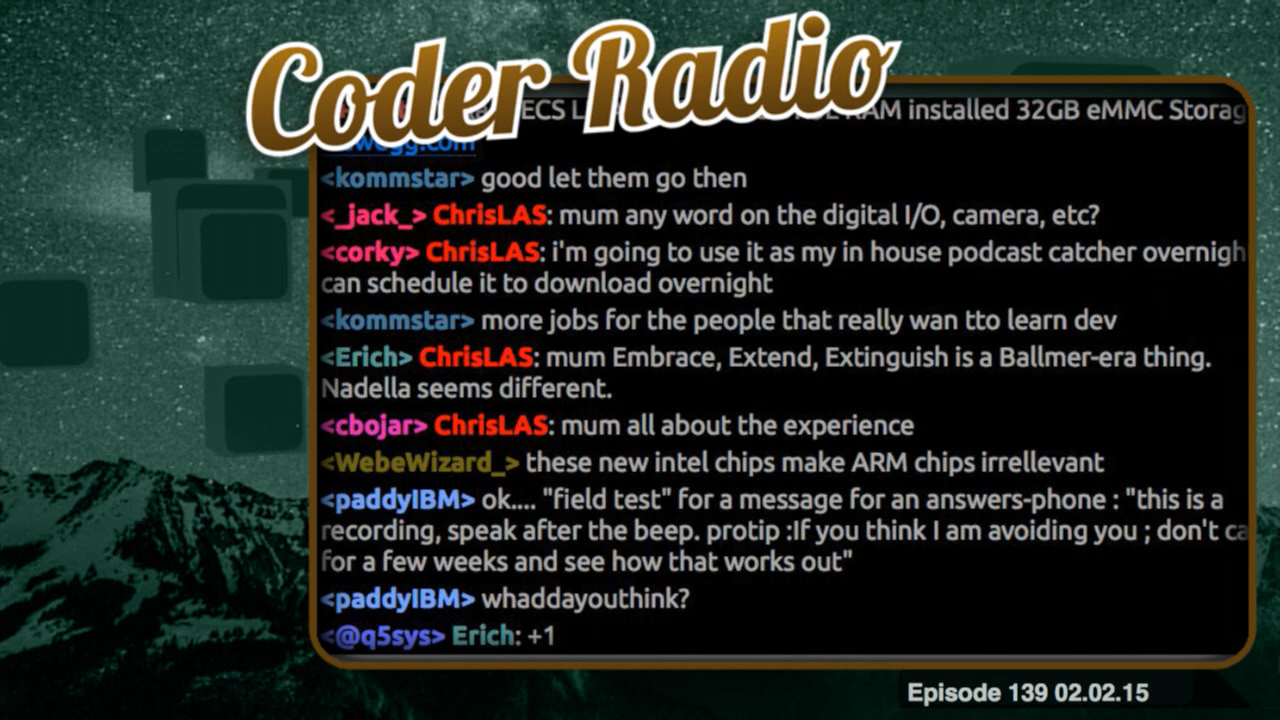 Coder Radio
ECS L
RAM installed 32GB eMMC Storag
egg.com
<kommstar> good let them go then
<_jack_> ChrisLAS: mum any word on the digital I/O, camera, etc?
<corky> ChrisLAS: i'm going to use it as my in house podcast catcher overnigh
can schedule it to download overnight
<kommstar> more jobs for the people that really wan tto learn dev
<Erich> ChrisLAS: mum Embrace, Extend, Extinguish is a Ballmer-era thing.
Nadella seems different.
<cbojar> ChrisLAS: mum all about the experience
<WebeWizard_> these new intel chips make ARM chips irrellevant
<paddyIBM> ok.... "field test" for a message for an answers-phone : "this is a
recording, speak after the beep. protip :If you think I am avoiding you ; don't ca
for a few weeks and see how that works out"
<paddyIBM> whaddayouthink?
<@q5sys> Erich: +1
Episode 139 02.02.15